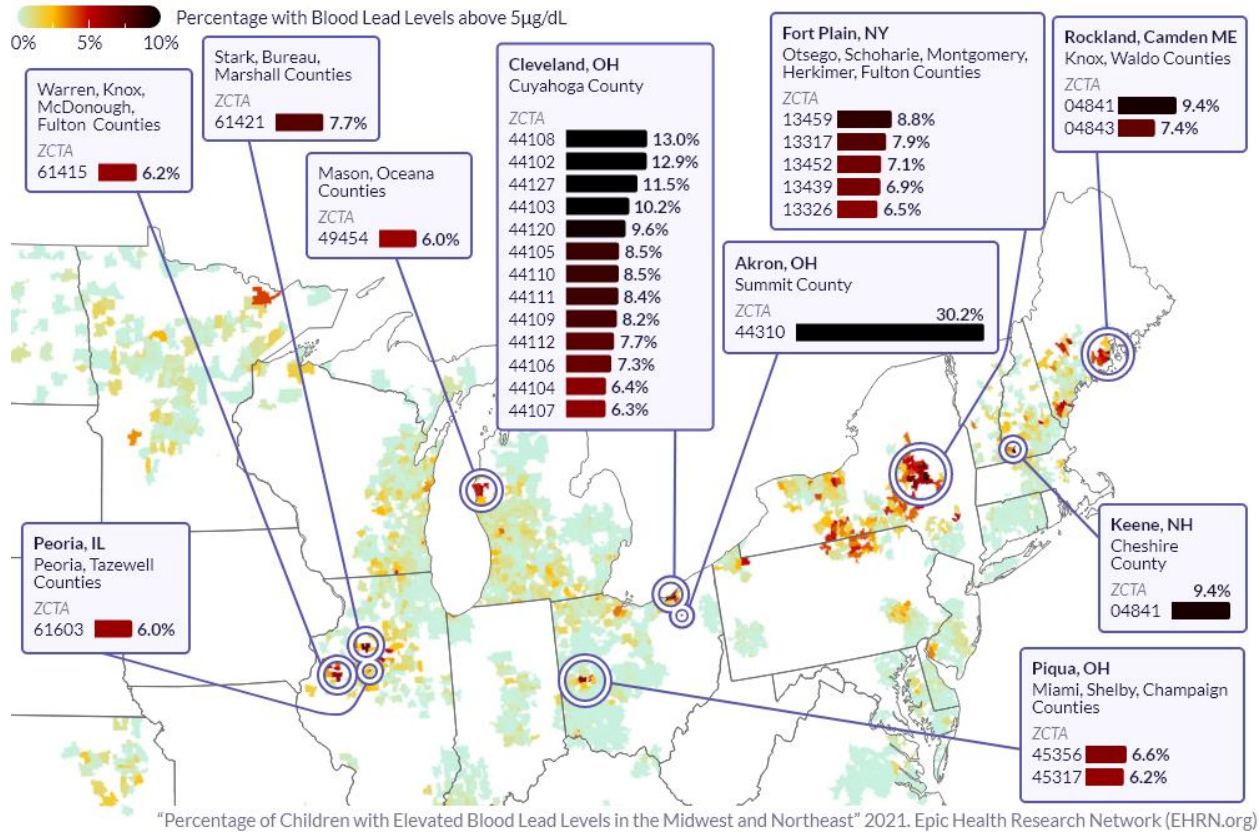 Percentage with Blood Lead Levels above 5µg/dL
0% 5% 10%
Warren, Knox,
McDonough,
Fulton Counties
ZCTA
61415 6.2%
Stark, Bureau,
Marshall Counties
ZCTA
61421 7.7%
Mason, Oceana
Counties
ZCTA
49454 6.0%
Cleveland, OH
Cuyahoga County
ZCTA
44108 13.0%
44102 12.9%
44127 11.5%
44103 10.2%
44120 9.6%
44105 8.5%
44110 8.5%
44111 8.4%
44109 8.2%
44112 7.7%
44106 7.3%
44104 6.4%
44107 6.3%
Fort Plain, NY
Otsego, Schoharie, Montgomery,
Herkimer, Fulton Counties
ZCTA
13459 8.8%
13317 7.9%
13452 7.1%
13439 6.9%
13326 6.5%
Rockland, Camden ME
Knox, Waldo Counties
ZCTA
04841 9.4%
04843 7.4%
Akron, OH
Summit County
ZCTA
30.2%
44310
Peoria, IL
Peoria, Tazewell
Counties
ZCTA
61603 6.0%
Keene, NH
Cheshire
County
ZCTA 9.4%
04841
Piqua, OH
Miami, Shelby, Champaign
Counties
ZCTA
45356 6.6%
45317 6.2%
"Percentage of Children with Elevated Blood Lead Levels in the Midwest and Northeast" 2021. Epic Health Research Network (EHRN.org)